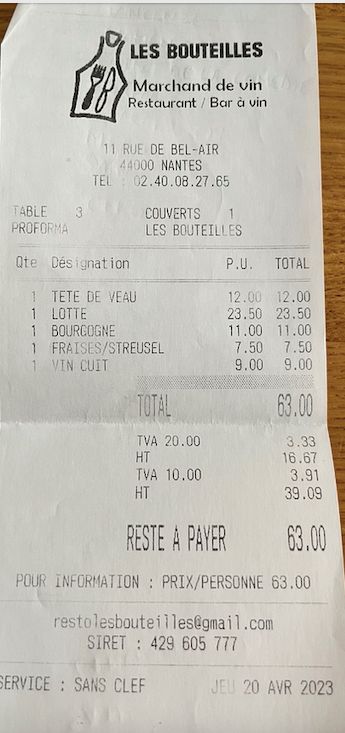 LES BOUTEILLES
Marchand de vin
Restaurant / Bar à vin
11 RUE DE BEL-AIR
44000 NANTES
TEL : 02.40.08.27.65
TABLE 3 COUVERTS 1
PROFORMA LES BOUTEILLES
Qte Désignation P.U. TOTAL
1 TETE DE VEAU 12.00 12.00
1 LOTTE 23.50 23.50
1 BOURGOGNE 11.00 11.00
1 FRAISES/STREUSEL 7.50 7.50
1 VIN CUIT 9.00 9.00
TOTAL 63.00
TVA 20.00 3.33
HT 16.67
TVA 10.00 3.91
HT 39.09
RESTE A PAYER 63.00
POUR INFORMATION : PRIX/PERSONNE 63.00
restolesbouteilles@gmail.com
SIRET : 429 605 777
SERVICE : SANS CLEF JEU 20 AVR 2023